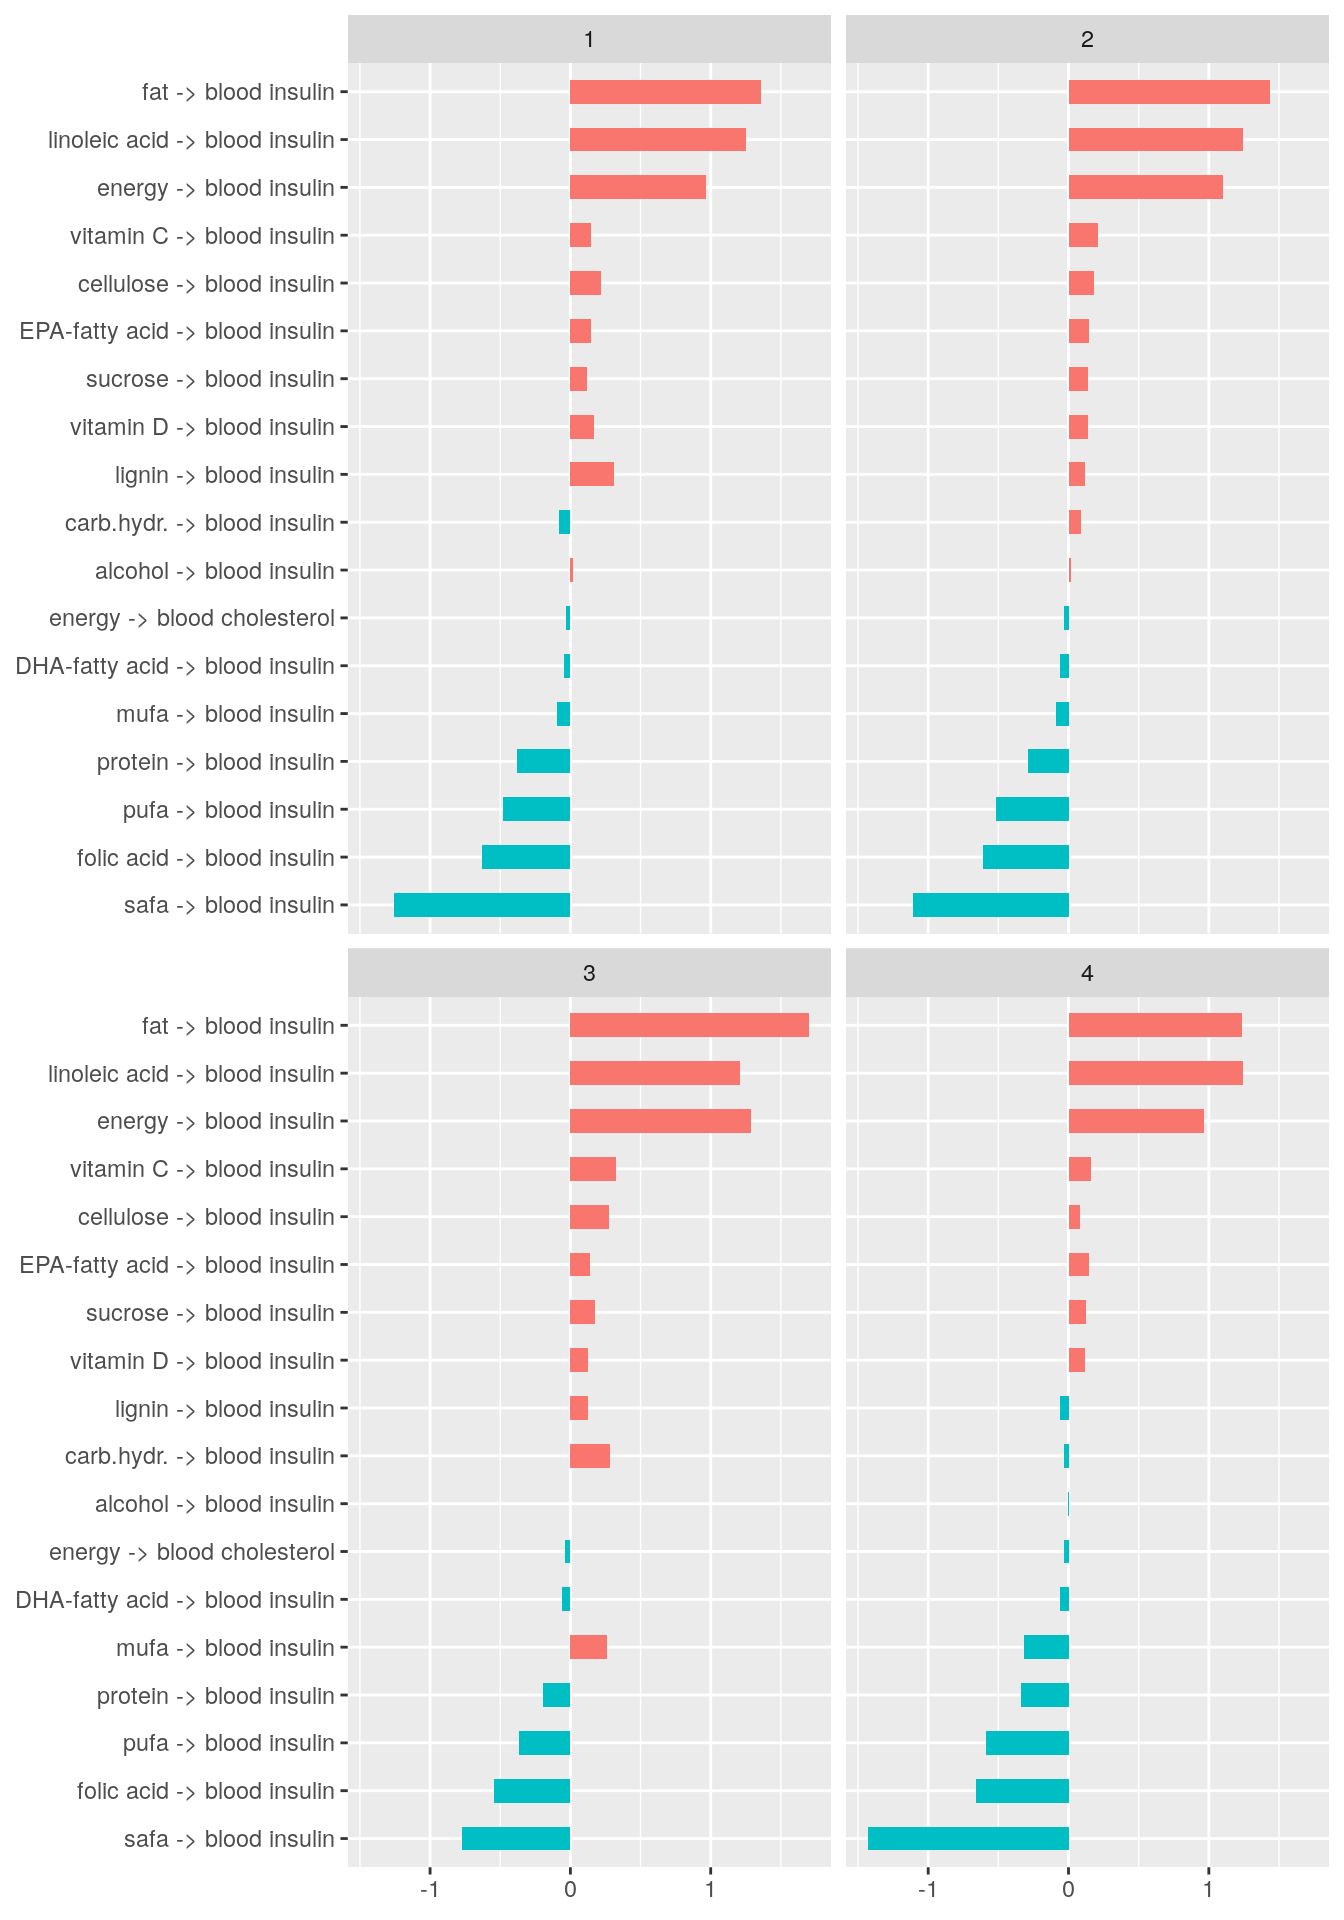 1
2
fat -> blood insulin
linoleic acid -> blood insulin
energy -> blood insulin
vitamin C -> blood insulin
cellulose -> blood insulin
EPA-fatty acid -> blood insulin
sucrose -> blood insulin
vitamin D -> blood insulin
lignin -> blood insulin
carb.hydr. -> blood insulin
alcohol -> blood insulin
energy -> blood cholesterol
DHA-fatty acid -> blood insulin
mufa -> blood insulin
protein -> blood insulin
pufa -> blood insulin
folic acid -> blood insulin
safa -> blood insulin
3
4
fat -> blood insulin
linoleic acid -> blood insulin
energy -> blood insulin
vitamin C -> blood insulin
cellulose -> blood insulin
EPA-fatty acid -> blood insulin
sucrose -> blood insulin
vitamin D -> blood insulin
lignin -> blood insulin
carb.hydr. -> blood insulin
alcohol -> blood insulin
energy -> blood cholesterol
DHA-fatty acid -> blood insulin
mufa -> blood insulin
protein -> blood insulin
pufa -> blood insulin
folic acid -> blood insulin
safa -> blood insulin
-1 0 1
-1 0 1